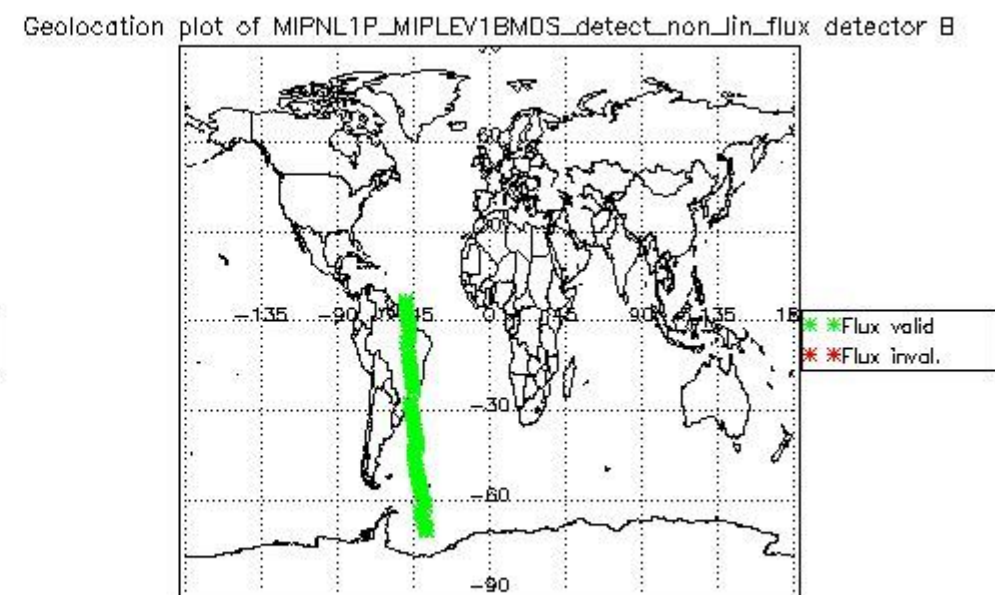 Geolocation plot of MIPNL1P_MIPLEV1BMDS_detect_non_lin_flux detector B
60
-135 -90 45 0 45 90 135 18
Flux valid
Flux inval.
-30
-60
-90